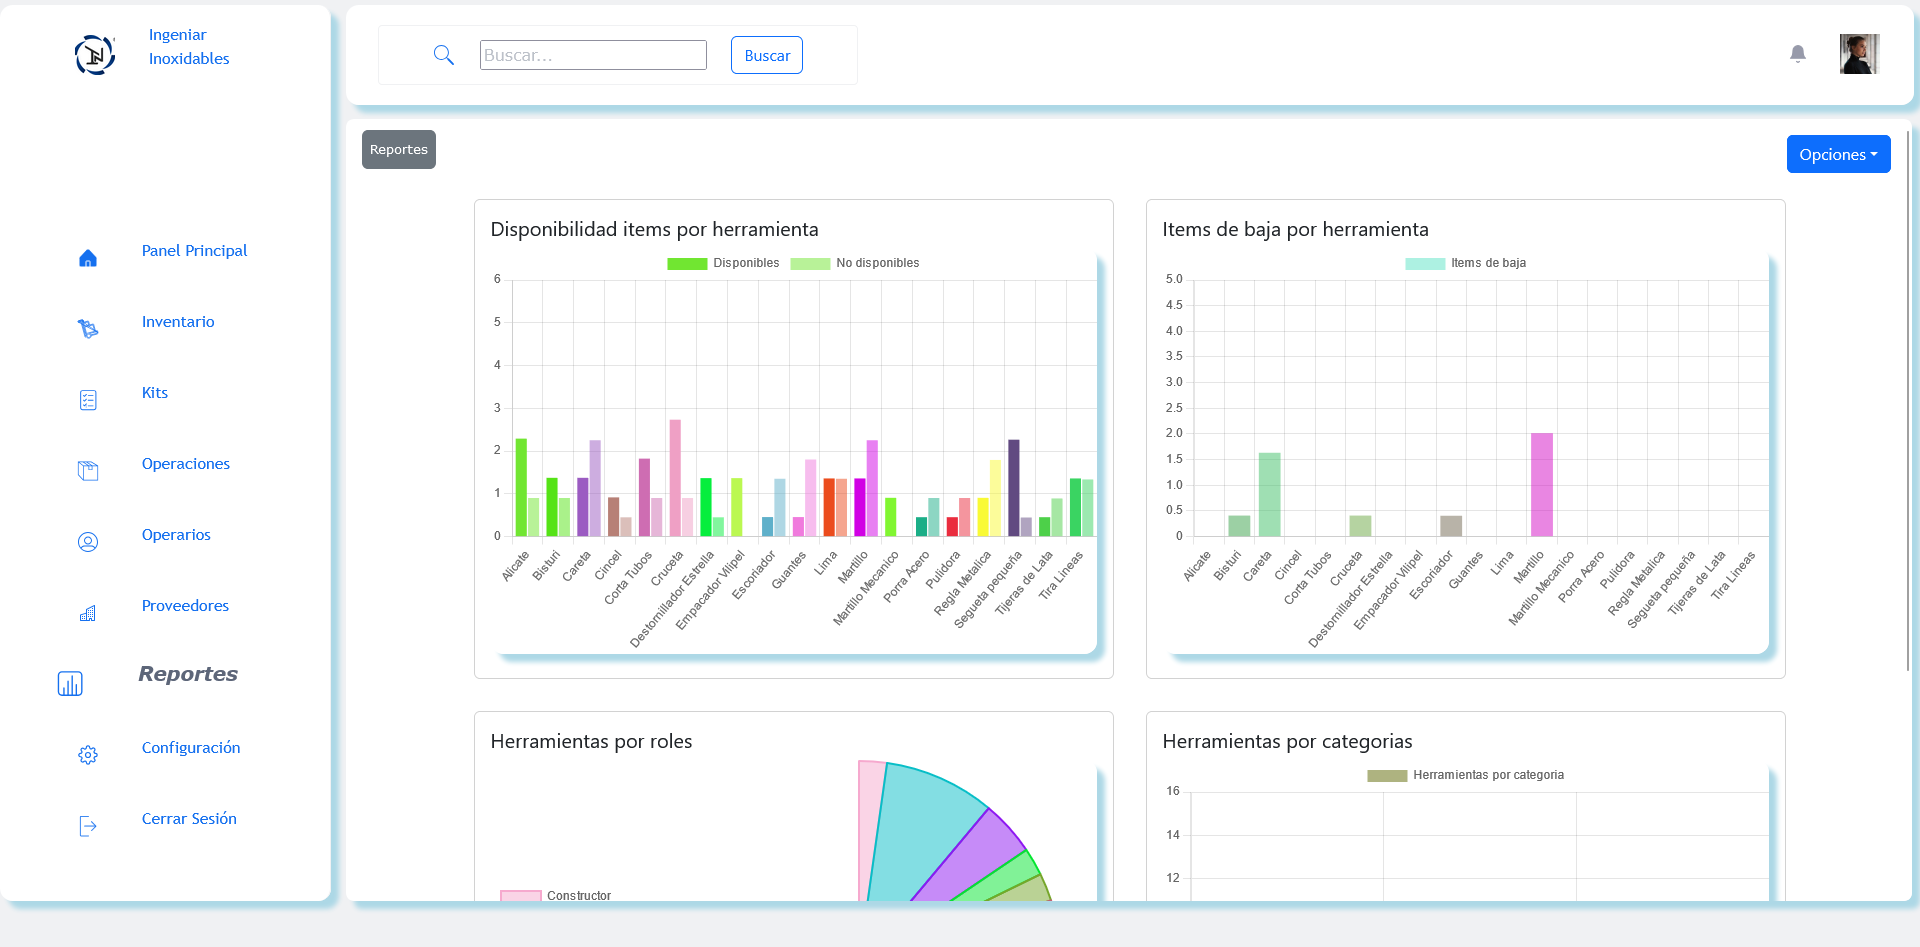 Ingeniar
Inoxidables
Panel Principal
Inventario
Kits
Operaciones
Operarios
Proveedores
Reportes
Configuración
Cerrar Sesión
Buscar...
Buscar
Reportes
Opciones
Disponibilidad items por herramienta
Disponibles
No disponibles
6
5
4
3
2
1
0
Alicate
Bisturi
Careta
Cincel
Corta Tubos
Cruceta
Destornillador Estrella
Empacador Vilipel
Escoriador
Guantes
Lima
Martillo
Martillo Mecanico
Porra Acero
Pulidora
Regla Metalica
Segueta pequeña
Tijeras de Lata
Tira Lineas
Items de baja por herramienta
Items de baja
5.0
4.5
4.0
3.5
3.0
2.5
2.0
1.5
1.0
0.5
0
Alicate
Bisturi
Careta
Cincel
Corta Tubos
Cruceta
Destornillador Estrella
Empacador Vilipel
Escoriador
Guantes
Lima
Martillo
Martillo Mecanico
Porra Acero
Pulidora
Regla Metalica
Segueta pequeña
Tijeras de Lata
Tira Lineas
Herramientas por roles
Constructor
Herramientas por categorias
Herramientas por categoria
16
14
12